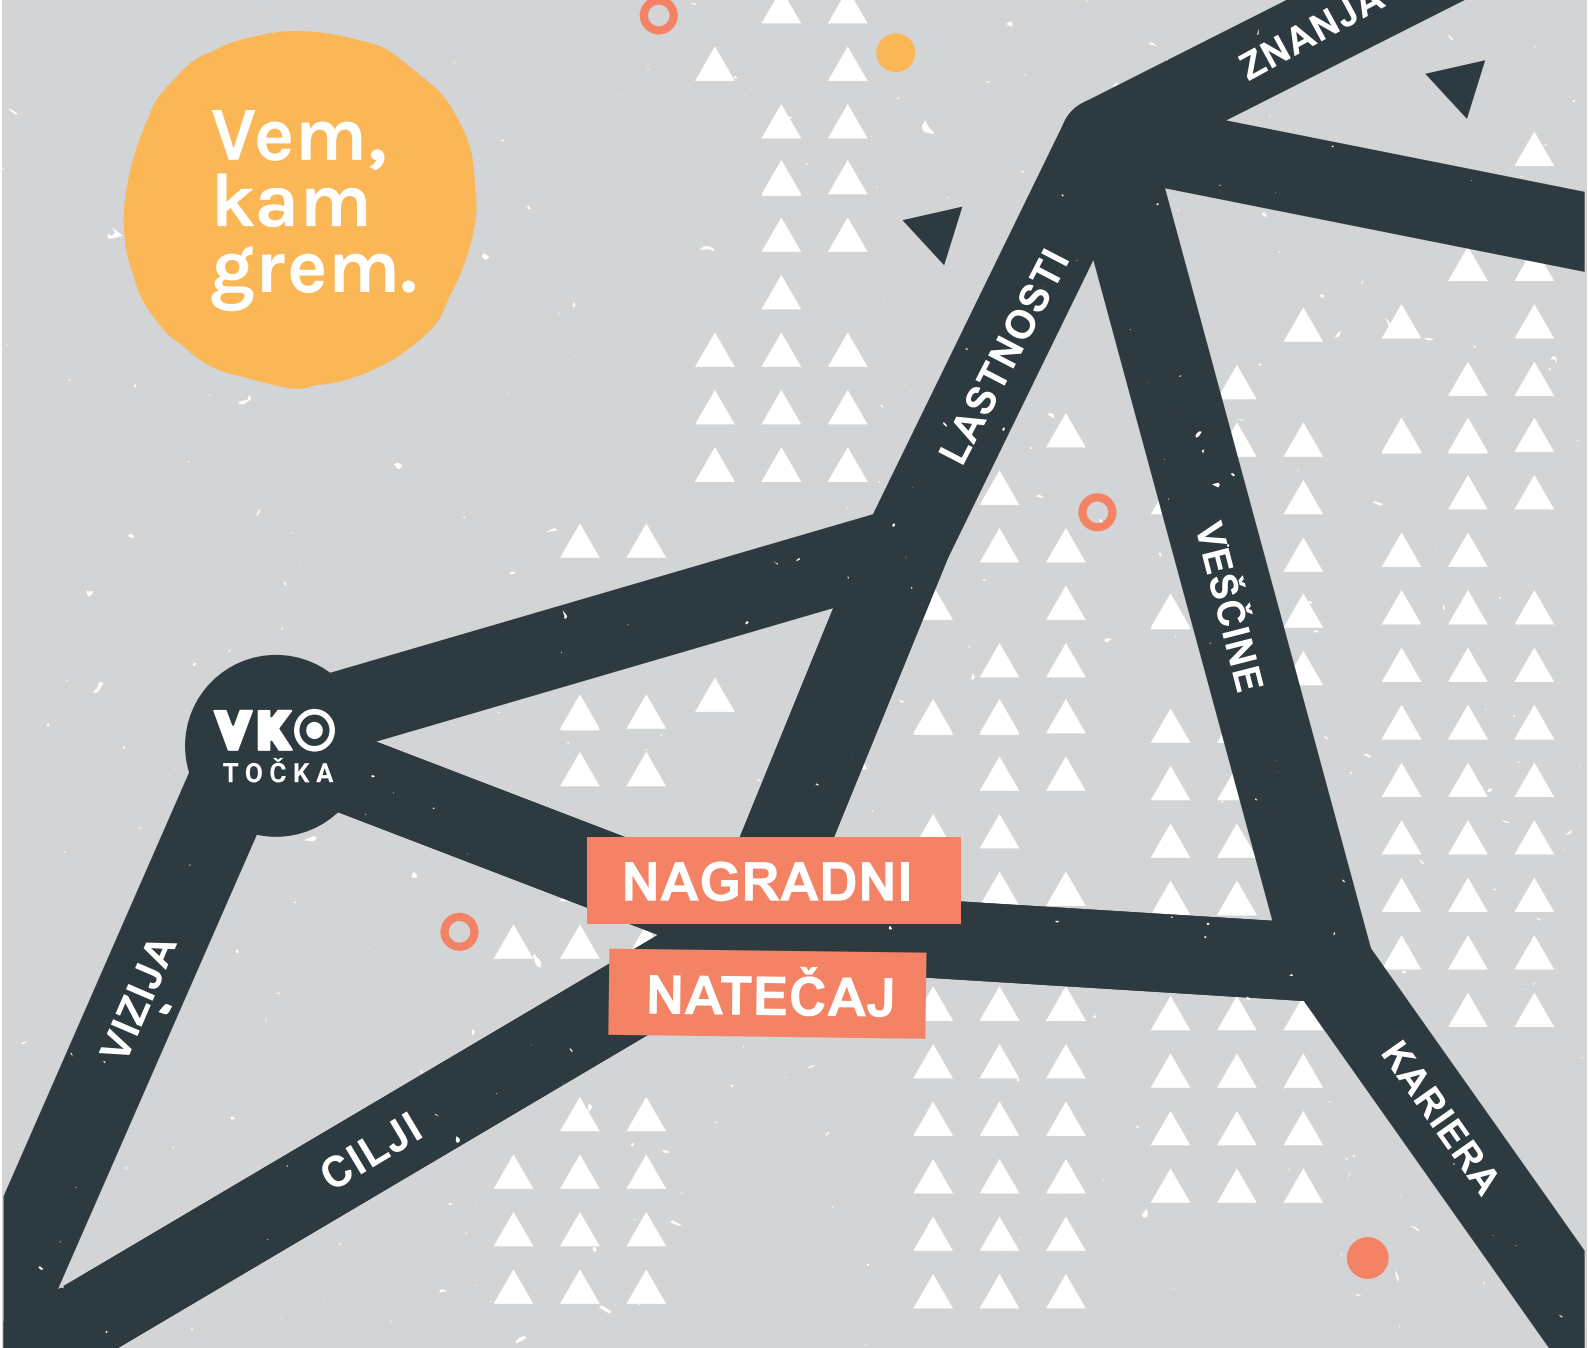 Vem,
kam
grem.
ZNANJA
LASTNOSTI
VEŠČINE
VKO
TOČKA
NAGRADNI
NATEČAJ
VIZIJA
CILJI
KARIERA